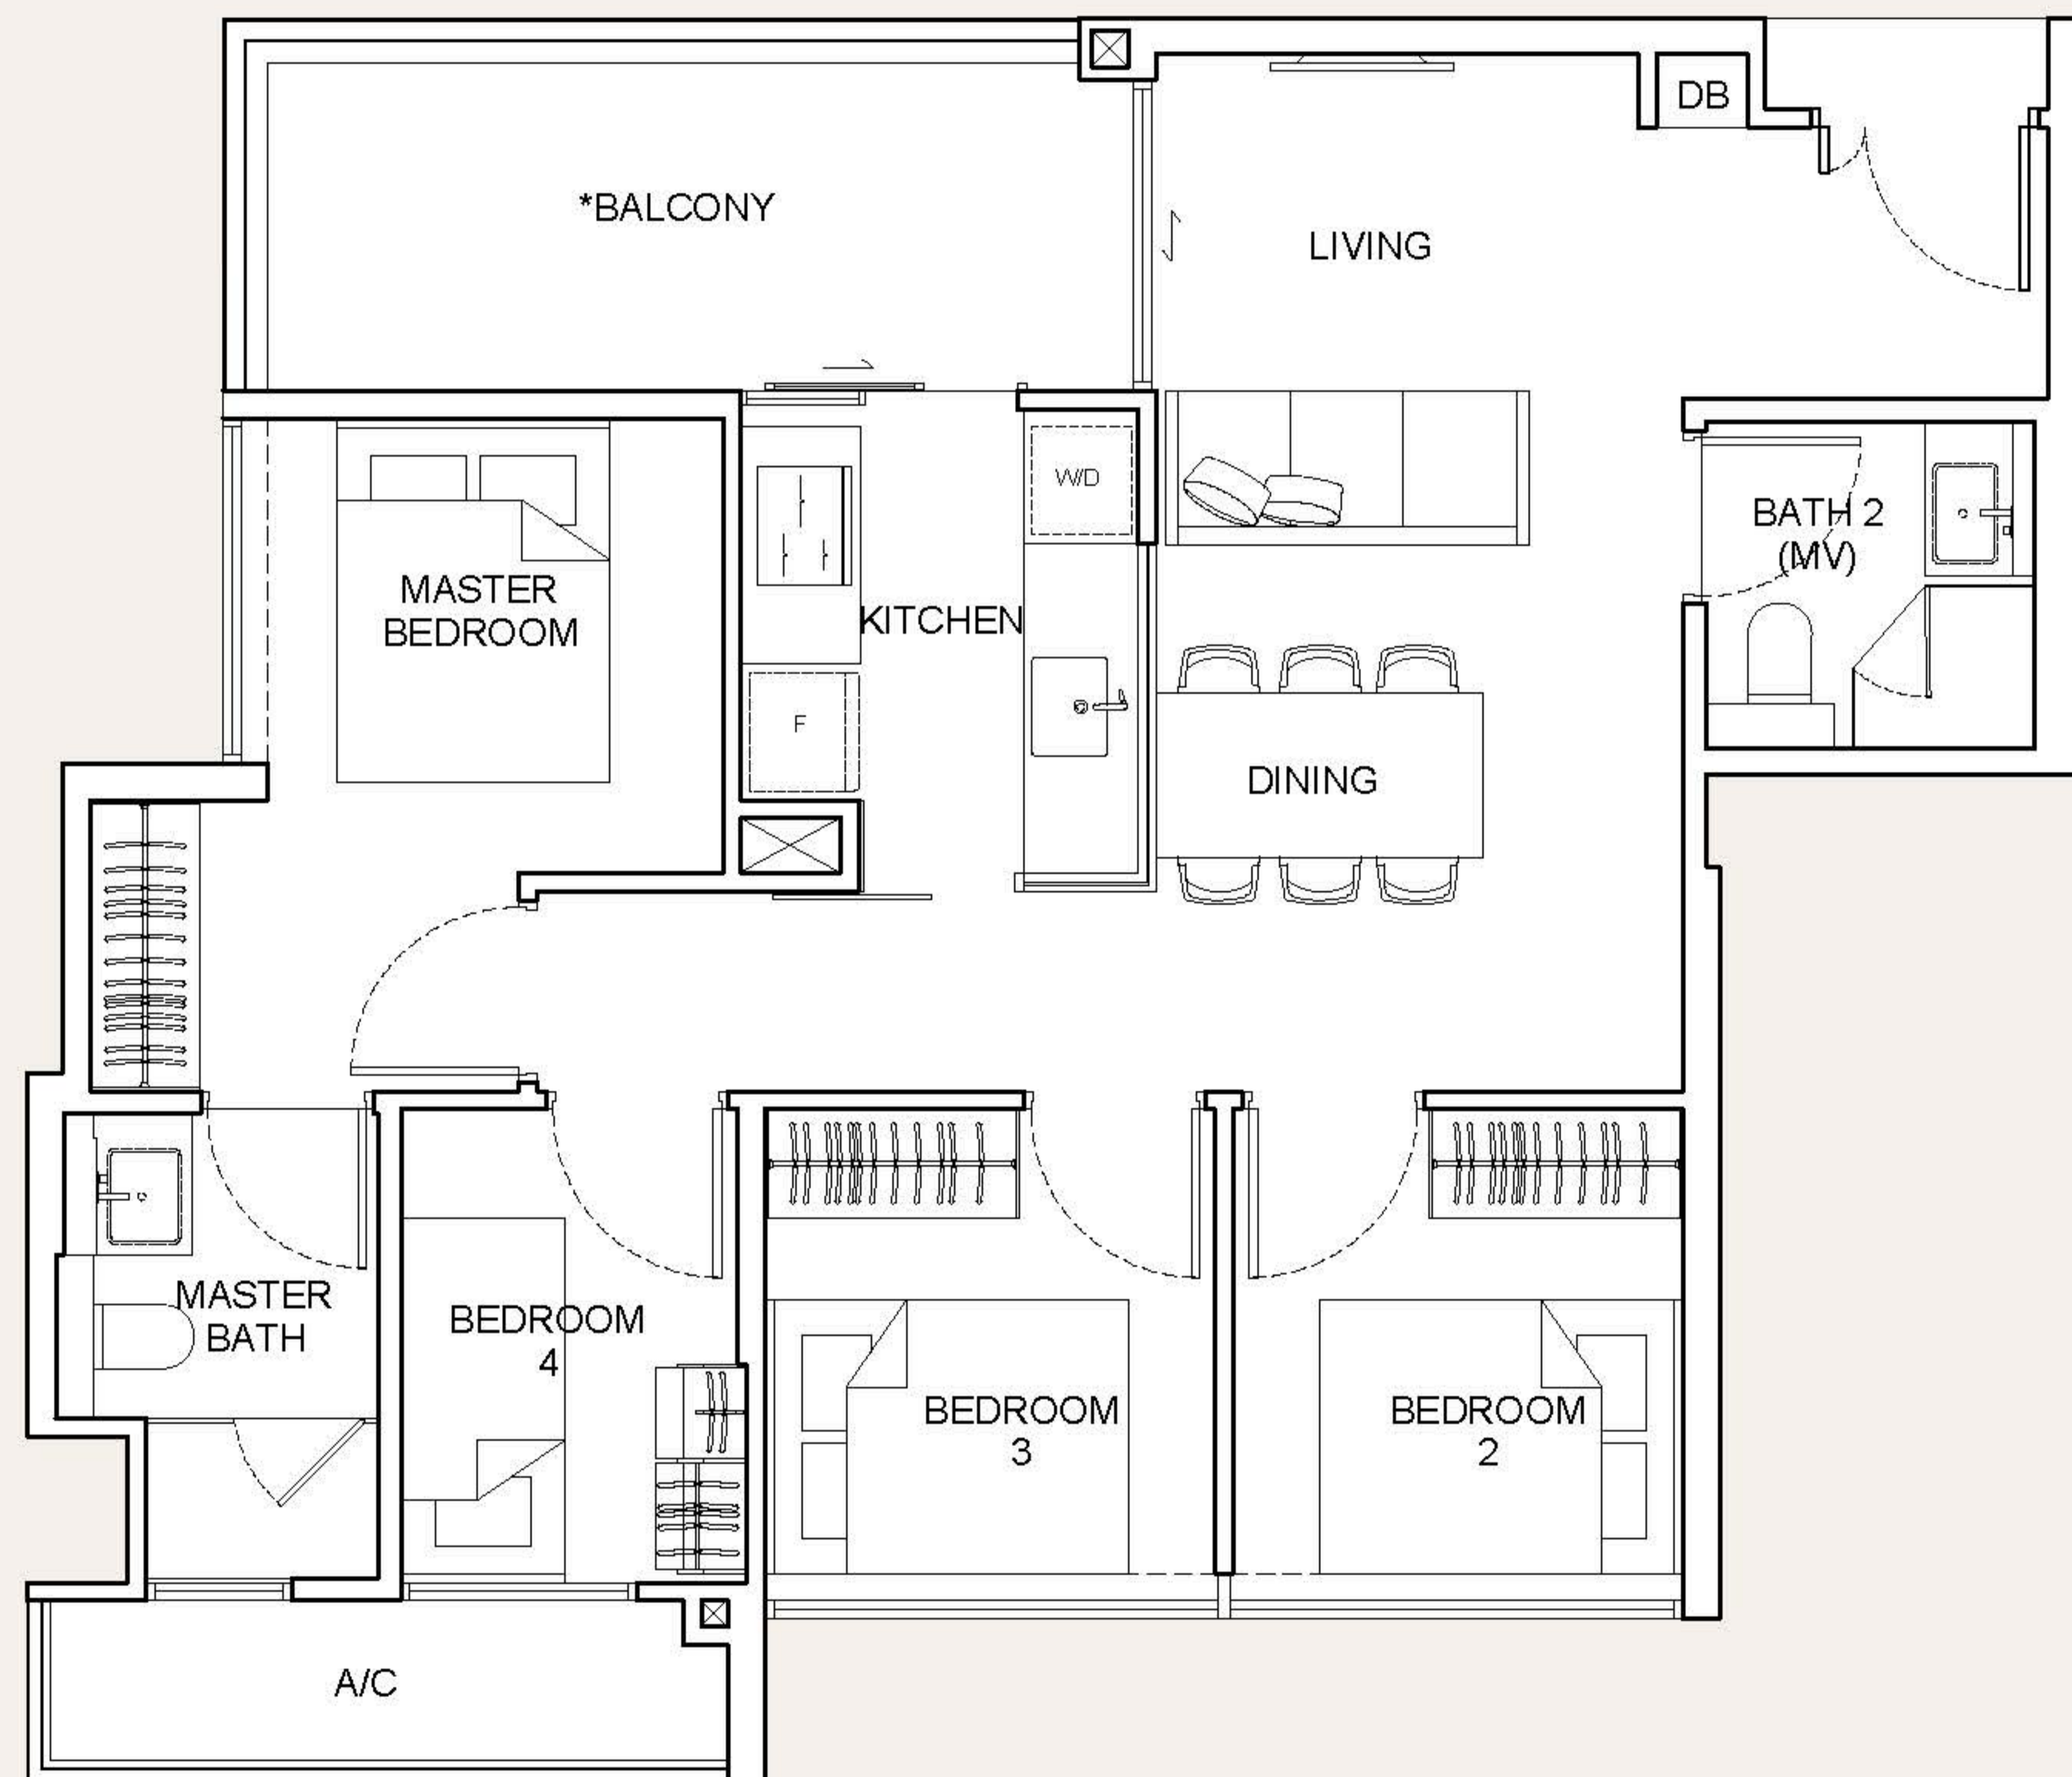 DB
*BALCONY
LIVING
W/D
BATH 2
(MV)
MASTER
BEDROOM
KITCHEN
F
DINING
MASTER
BATH
BEDROOM
4
BEDROOM
3
BEDROOM
2
A/C